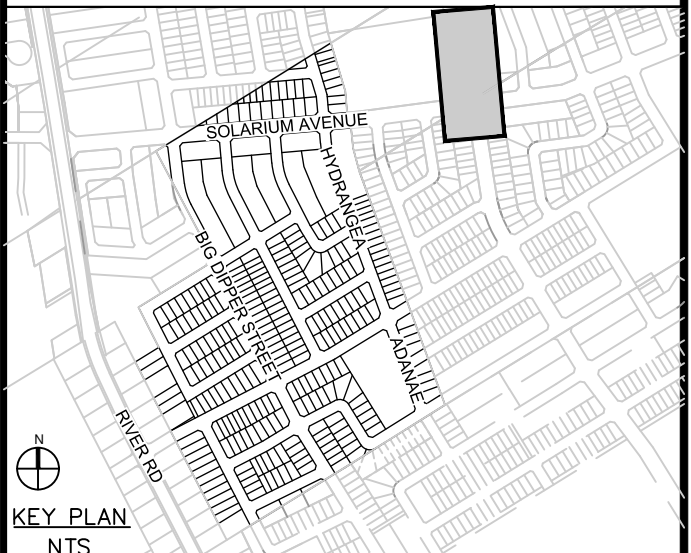 SOLARIUM AVENUE
HYDRANGEA
BIG DIPPER STREET
ADANAE
RIVER RD
N
KEY PLAN
NTS